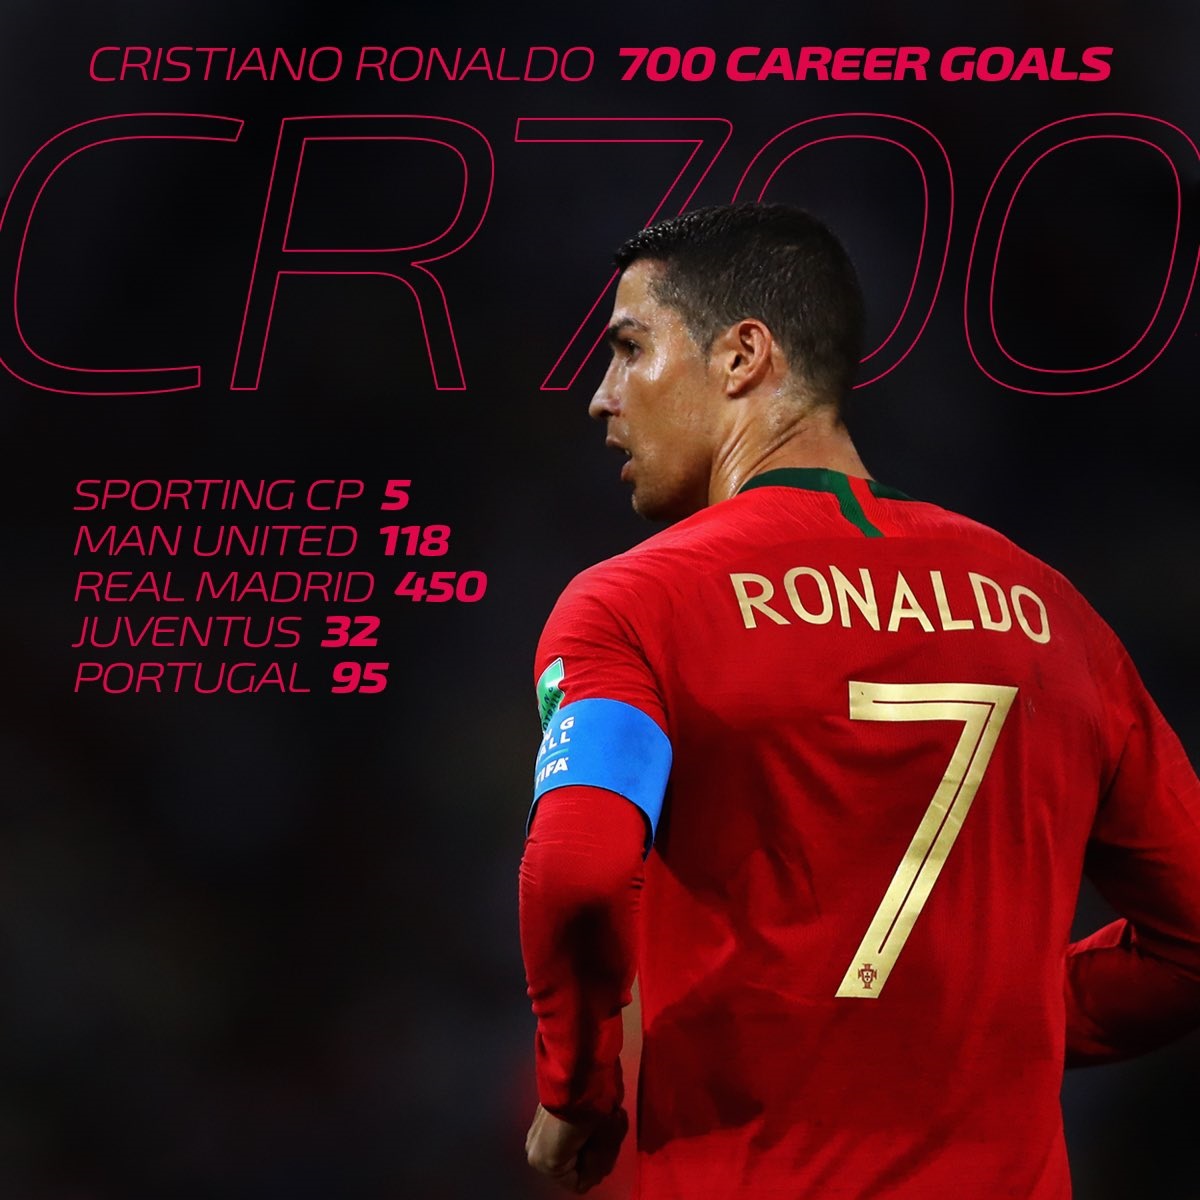 CRISTIANO RONALDO 700 CAREER GOALS
CR700
SPORTING CP 5
MAN UNITED 118
REAL MADRID 450
JUVENTUS 32
PORTUGAL 95
RONALDO
7
FIFA